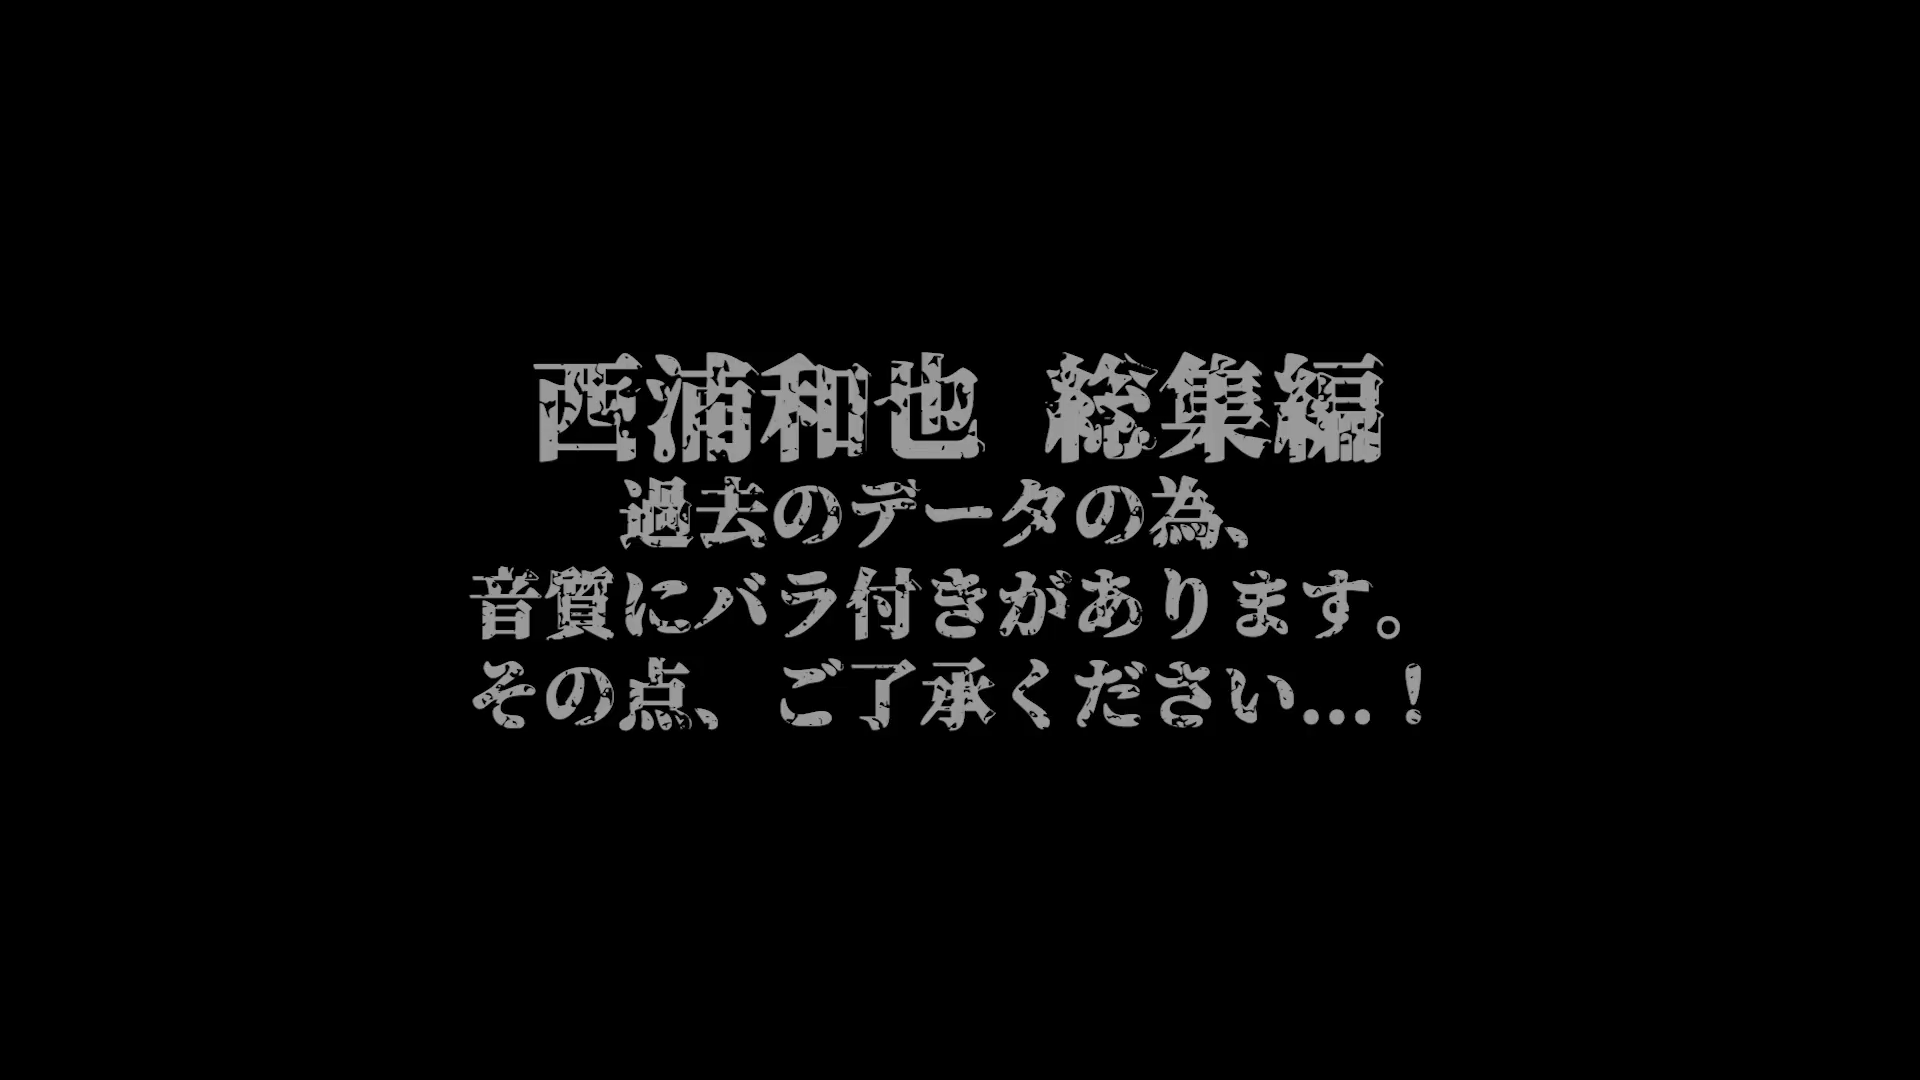 西浦和也 総集編
過去のデータの為、
音質にバラ付きがあります。
その点、ご了承ください...！